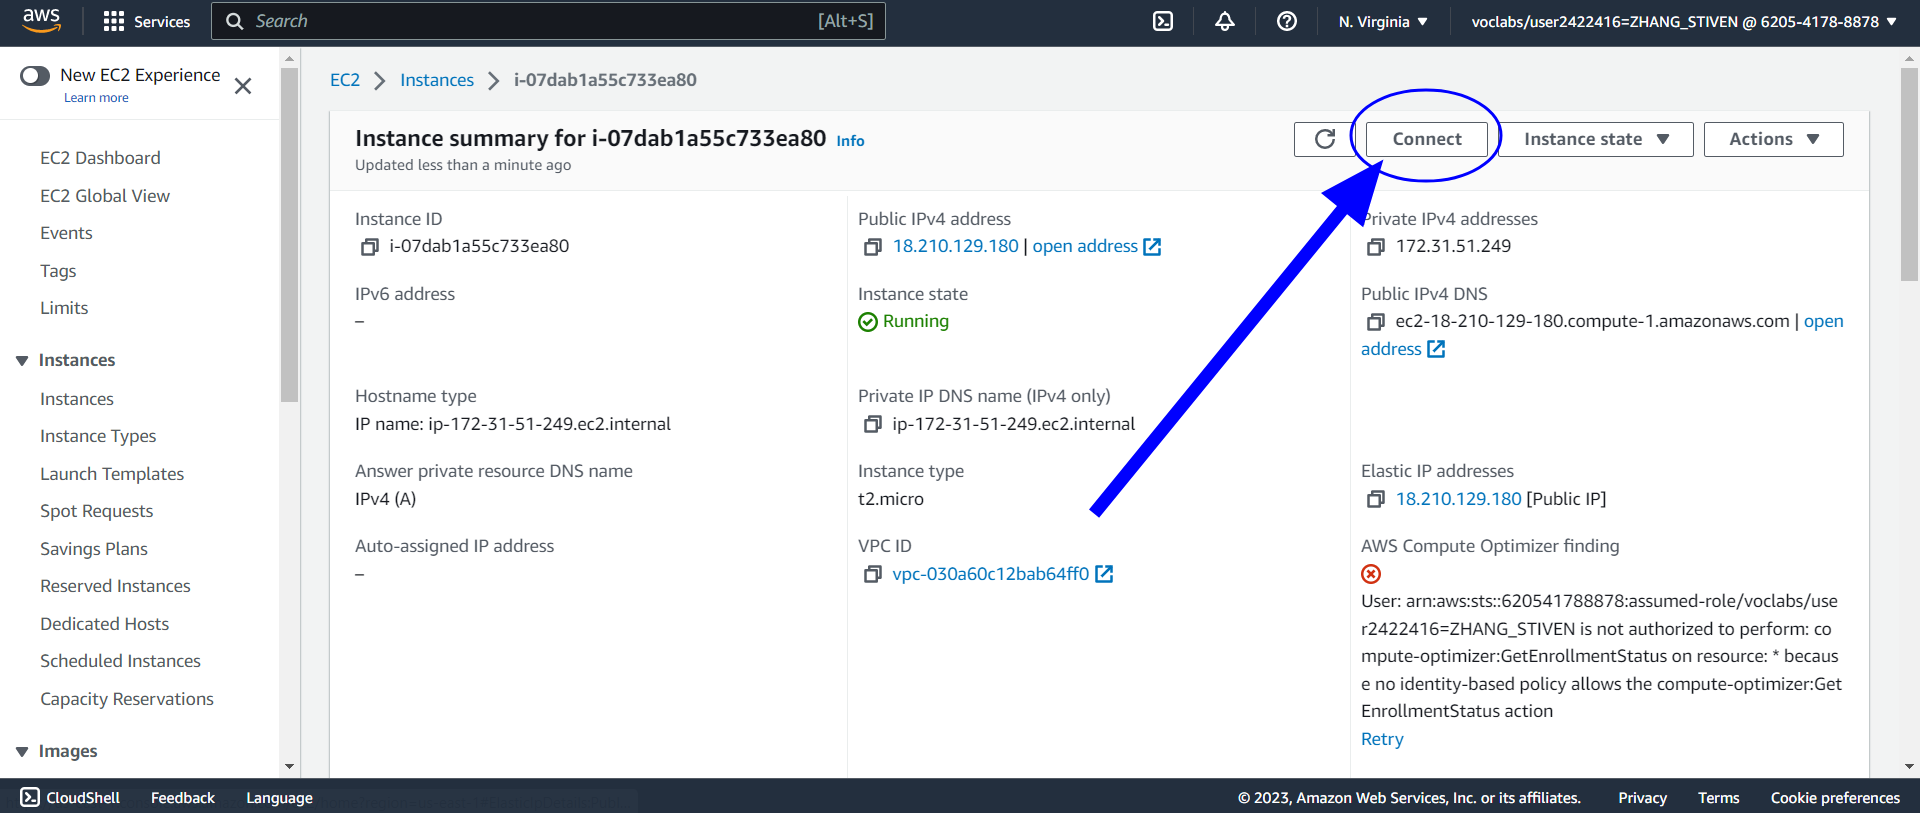 aws
Services
Search
[Alt+S]
N. Virginia
voclabs/user2422416=ZHANG_STIVEN @ 6205-4178-8878
New EC2 Experience
Learn more
EC2 Dashboard
EC2 Global View
Events
Tags
Limits
Instances
Instances
Instance Types
Launch Templates
Spot Requests
Savings Plans
Reserved Instances
Dedicated Hosts
Scheduled Instances
Capacity Reservations
Images
EC2
Instances
i-07dab1a55c733ea80
Instance summary for i-07dab1a55c733ea80 Info
Updated less than a minute ago
Connect
Instance state
Actions
Instance ID
i-07dab1a55c733ea80
Public IPv4 address
18.210.129.180 | open address
Private IPv4 addresses
172.31.51.249
IPv6 address
–
Instance state
Running
Public IPv4 DNS
ec2-18-210-129-180.compute-1.amazonaws.com | open
address
Hostname type
IP name: ip-172-31-51-249.ec2.internal
Private IP DNS name (IPv4 only)
ip-172-31-51-249.ec2.internal
Answer private resource DNS name
IPv4 (A)
Instance type
t2.micro
Elastic IP addresses
18.210.129.180 [Public IP]
Auto-assigned IP address
–
VPC ID
vpc-030a60c12bab64ff0
AWS Compute Optimizer finding
User: arn:aws:sts::620541788878:assumed-role/voclabs/use
r2422416=ZHANG_STIVEN is not authorized to perform: co
mpute-optimizer:GetEnrollmentStatus on resource: * becaus
e no identity-based policy allows the compute-optimizer:Get
EnrollmentStatus action
Retry
CloudShell
Feedback
Language
© 2023, Amazon Web Services, Inc. or its affiliates.
Privacy
Terms
Cookie preferences